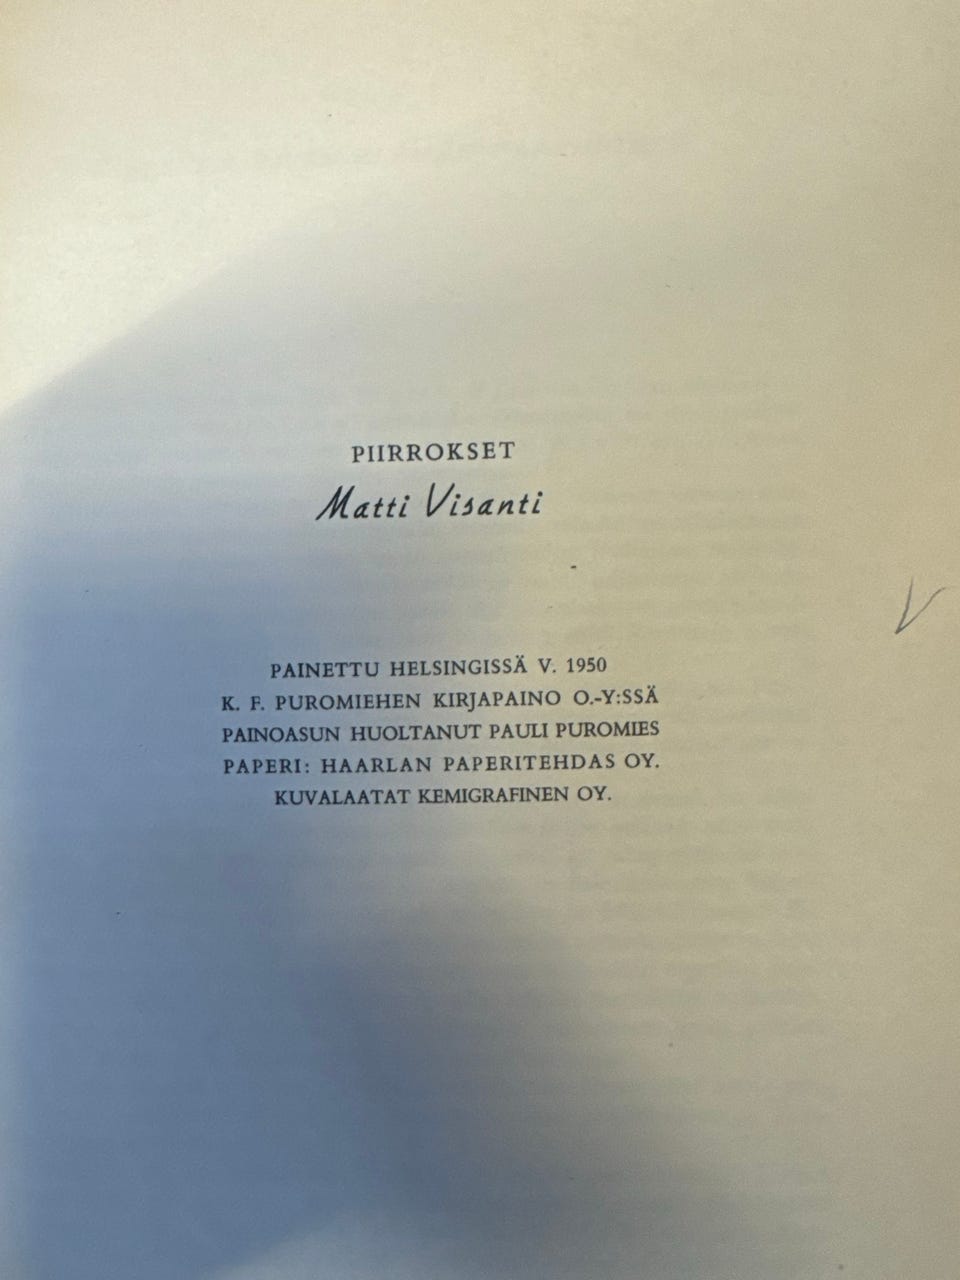 PIIRROKSET
Matti Visanti
PAINETTU HELSINGISSÄ V. 1950
K. F. PUROMIEHEN KIRJAPAINO O.-Y:SSÄ
PAINOASUN HUOLTANUT PAULI PUROMIES
PAPERI: HAARLAN PAPERITEHDAS OY.
KUVALAATAT KEMIGRAFINEN OY.